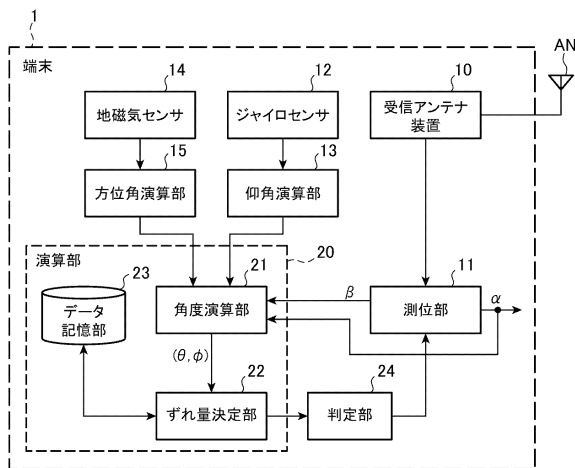 1
AN
端末
14
12
10
地磁気センサ
ジャイロセンサ
受信アンテナ
装置
15
13
方位角演算部
仰角演算部
20
演算部
23
21
11
データ
記憶部
角度演算部
β
測位部
α
(θ,φ)
22
24
ずれ量決定部
判定部